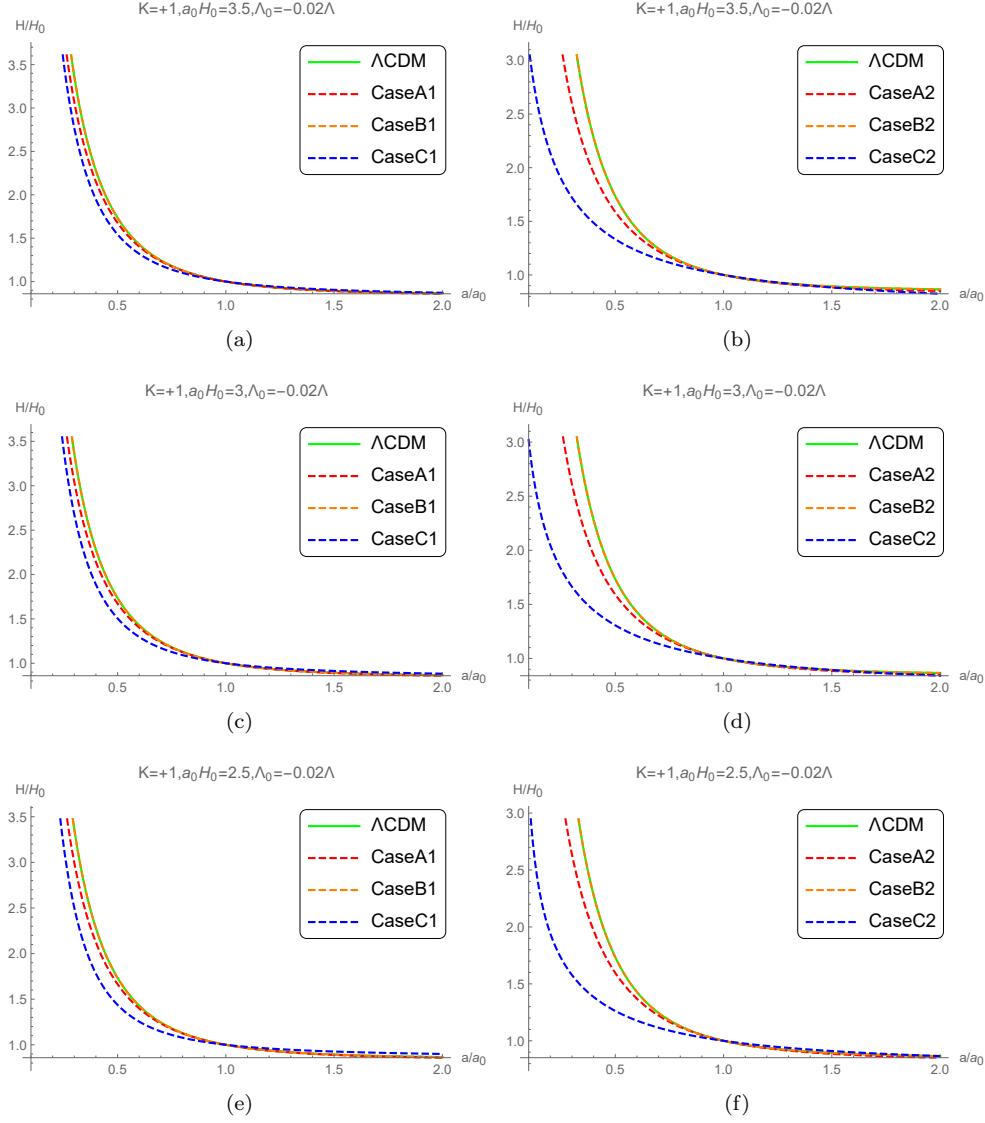 K=+1,a₀H₀=3.5,Λ₀=−0.02Λ
H/H₀
3.5
3.0
2.5
2.0
1.5
1.0
0.5
1.0
1.5
2.0
a/a₀
ΛCDM
CaseA1
CaseB1
CaseC1
(a)
K=+1,a₀H₀=3.5,Λ₀=−0.02Λ
H/H₀
3.0
2.5
2.0
1.5
1.0
0.5
1.0
1.5
2.0
a/a₀
ΛCDM
CaseA2
CaseB2
CaseC2
(b)
K=+1,a₀H₀=3,Λ₀=−0.02Λ
H/H₀
3.5
3.0
2.5
2.0
1.5
1.0
0.5
1.0
1.5
2.0
a/a₀
ΛCDM
CaseA1
CaseB1
CaseC1
(c)
K=+1,a₀H₀=3,Λ₀=−0.02Λ
H/H₀
3.0
2.5
2.0
1.5
1.0
0.5
1.0
1.5
2.0
a/a₀
ΛCDM
CaseA2
CaseB2
CaseC2
(d)
K=+1,a₀H₀=2.5,Λ₀=−0.02Λ
H/H₀
3.5
3.0
2.5
2.0
1.5
1.0
0.5
1.0
1.5
2.0
a/a₀
ΛCDM
CaseA1
CaseB1
CaseC1
(e)
K=+1,a₀H₀=2.5,Λ₀=−0.02Λ
H/H₀
3.0
2.5
2.0
1.5
1.0
0.5
1.0
1.5
2.0
a/a₀
ΛCDM
CaseA2
CaseB2
CaseC2
(f)